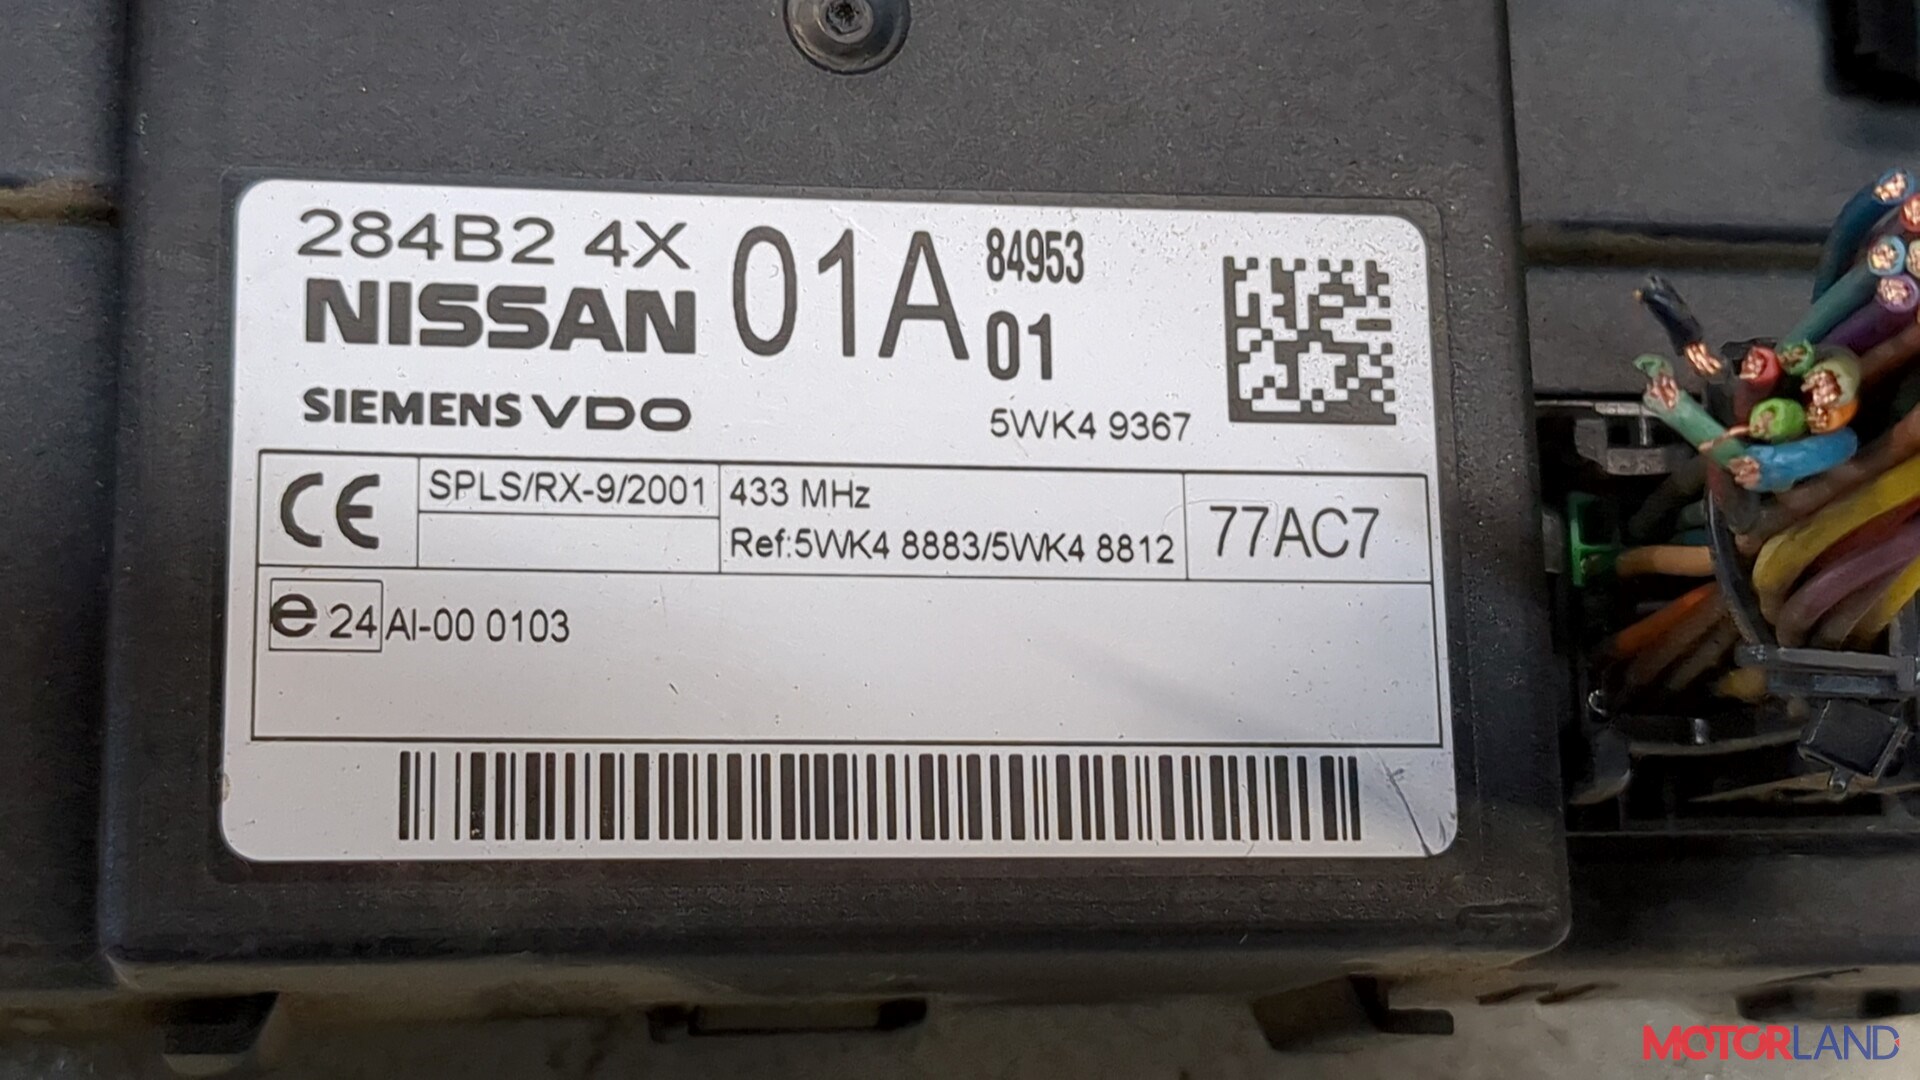 284B2 4X 01A 84953
NISSAN 01
SIEMENS VDO 5WK4 9367
CE SPLS/RX-9/2001 433 MHz
Ref:5WK4 8883/5WK4 8812 77AC7
e 24 AI-00 0103
MOTORLAND